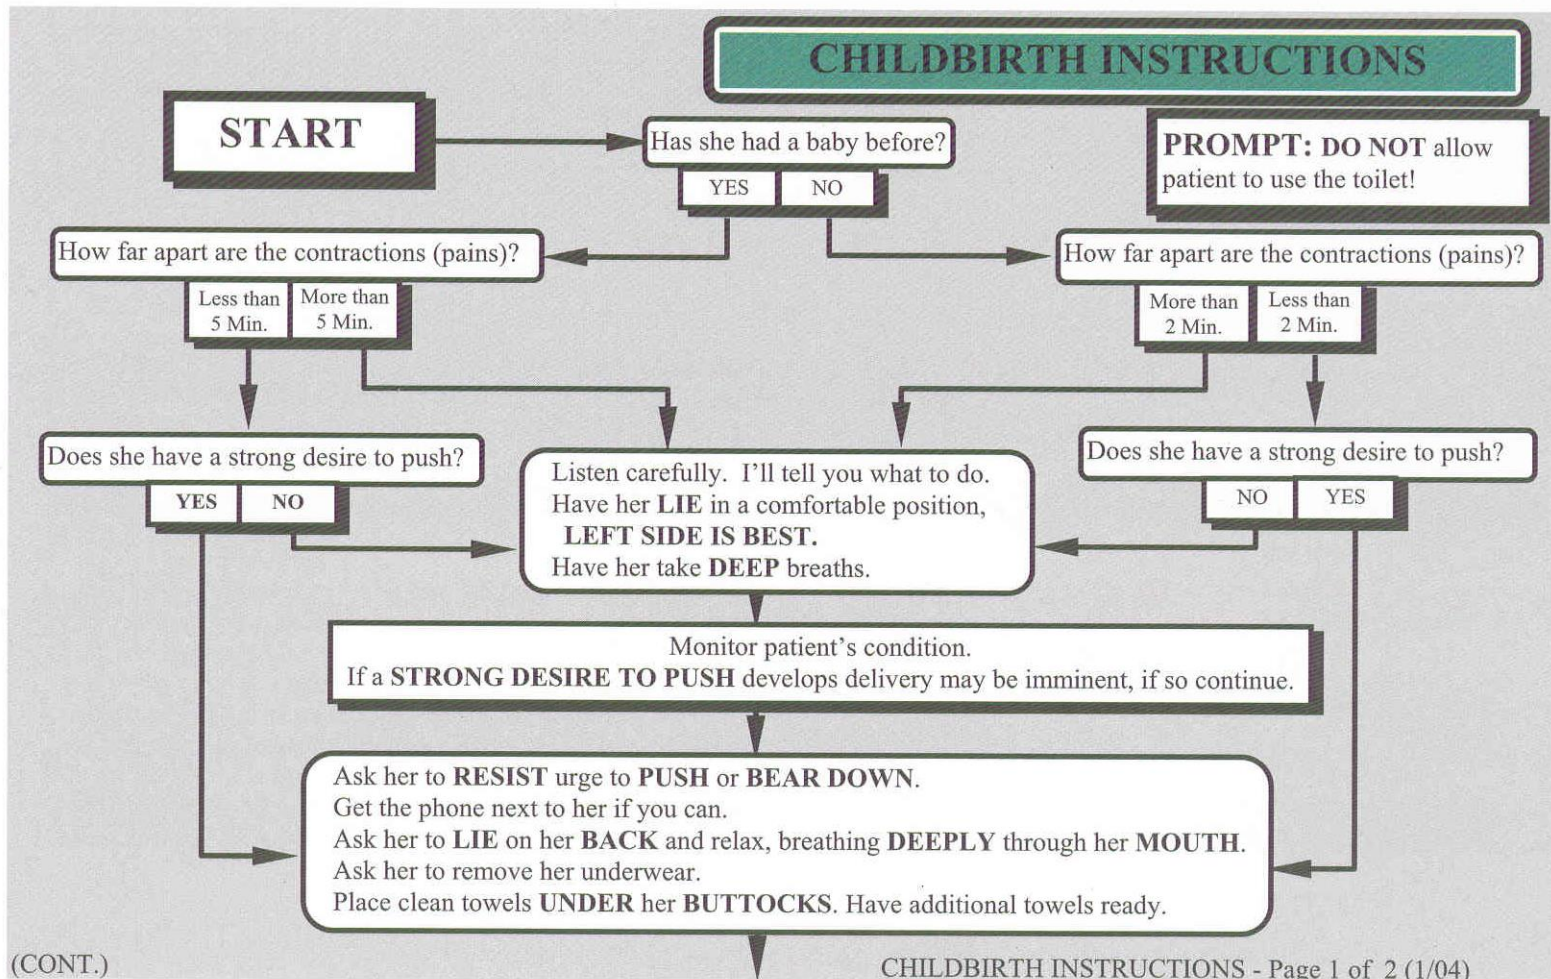 CHILDBIRTH INSTRUCTIONS
START
Has she had a baby before?
YES NO
PROMPT: DO NOT allow
patient to use the toilet!
How far apart are the contractions (pains)?
Less than
5 Min.
More than
5 Min.
How far apart are the contractions (pains)?
More than
2 Min.
Less than
2 Min.
Does she have a strong desire to push?
YES NO
Does she have a strong desire to push?
NO YES
Listen carefully. I'll tell you what to do.
Have her LIE in a comfortable position,
LEFT SIDE IS BEST.
Have her take DEEP breaths.
Monitor patient's condition.
If a STRONG DESIRE TO PUSH develops delivery may be imminent, if so continue.
Ask her to RESIST urge to PUSH or BEAR DOWN.
Get the phone next to her if you can.
Ask her to LIE on her BACK and relax, breathing DEEPLY through her MOUTH.
Ask her to remove her underwear.
Place clean towels UNDER her BUTTOCKS. Have additional towels ready.
(CONT.)
CHILDBIRTH INSTRUCTIONS - Page 1 of 2 (1/04)